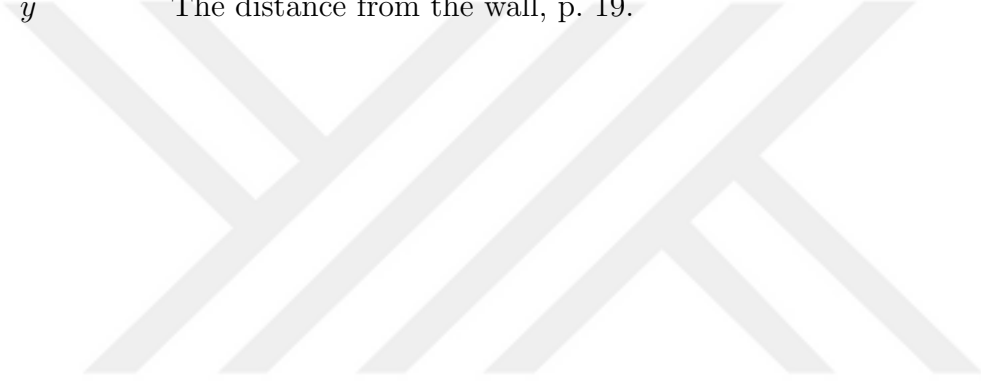 y The distance from the wall, p. 19.